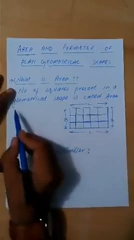 AREA AND PERIMETER OF
PLAIN GEOMETRICAL SHAPES
What is Area ??
No of squares present in a
geometrical shape is called Area